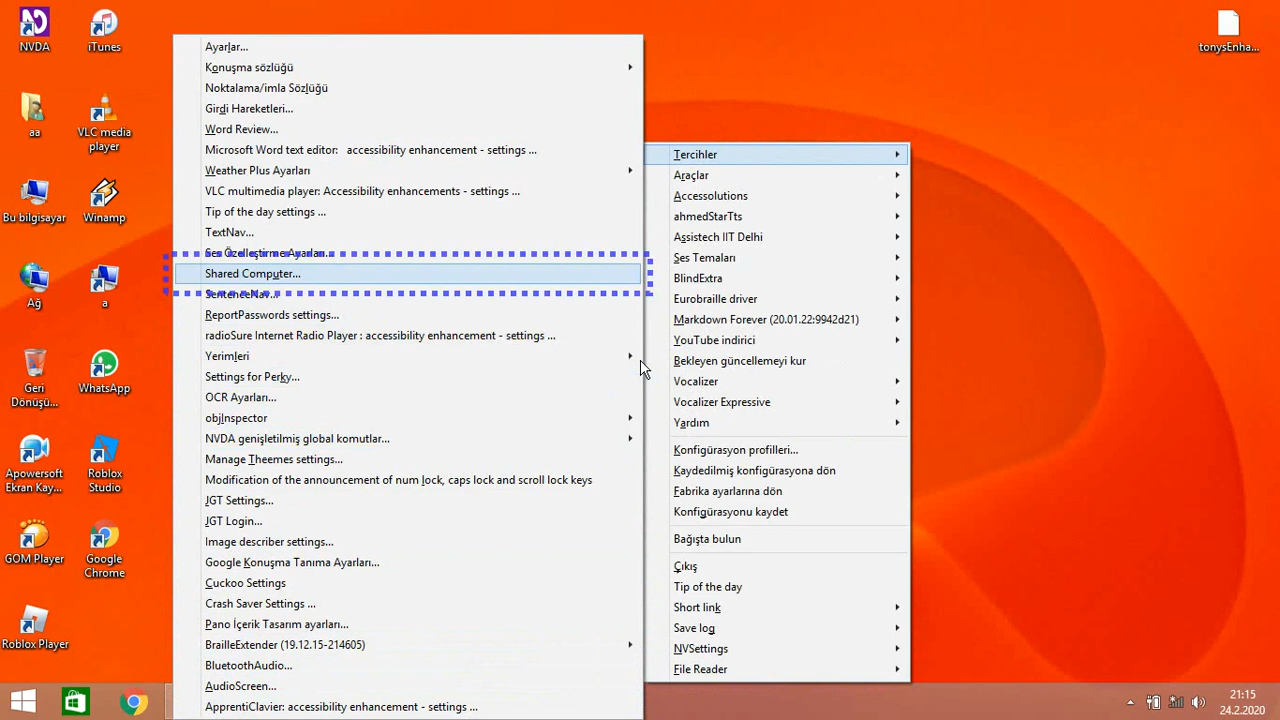 NVDA
iTunes
aa
VLC media
player
Bu bilgisayar
Winamp
Ağ
a
Geri
Dönüşü...
WhatsApp
Apowersoft
Ekran Kay...
Roblox
Studio
GOM Player
Google
Chrome
Roblox Player
Ayarlar...
Konuşma sözlüğü
Noktalama/imla Sözlüğü
Girdi Hareketleri...
Word Review...
Microsoft Word text editor: accessibility enhancement - settings ...
Weather Plus Ayarları
VLC multimedia player: Accessibility enhancements - settings ...
Tip of the day settings ...
TextNav...
Ses Özelleştirme Ayarları...
Shared Computer...
SentenceNav...
ReportPasswords settings...
radioSure Internet Radio Player : accessibility enhancement - settings ...
Yerimleri
Settings for Perky...
OCR Ayarları...
objInspector
NVDA genişletilmiş global komutlar...
Manage Theemes settings...
Modification of the announcement of num lock, caps lock and scroll lock keys
JGT Settings...
JGT Login...
Image describer settings...
Google Konuşma Tanıma Ayarları...
Cuckoo Settings
Crash Saver Settings ...
Pano İçerik Tasarım ayarları...
BrailleExtender (19.12.15-214605)
BluetoothAudio...
AudioScreen...
ApprentiClavier: accessibility enhancement - settings ...
Tercihler
Araçlar
Accessolutions
ahmedStarTts
Assistech IIT Delhi
Ses Temaları
BlindExtra
Eurobraille driver
Markdown Forever (20.01.22:9942d21)
YouTube indirici
Bekleyen güncellemeyi kur
Vocalizer
Vocalizer Expressive
Yardım
Konfigürasyon profilleri...
Kaydedilmiş konfigürasyona dön
Fabrika ayarlarına dön
Konfigürasyonu kaydet
Bağışta bulun
Çıkış
Tip of the day
Short link
Save log
NVSettings
File Reader
tonysEnha...
21:15
24.2.2020